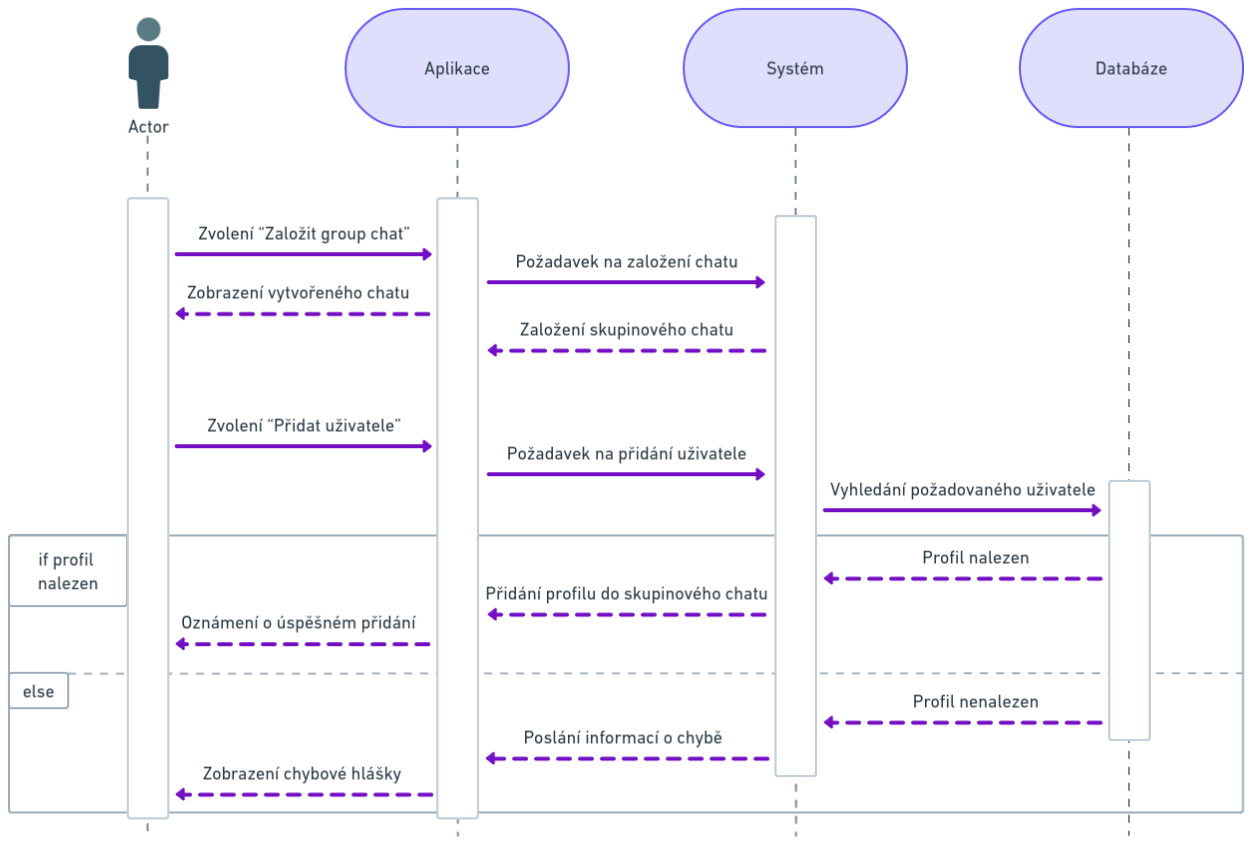 Actor
Aplikace
Systém
Databáze
Zvolení “Založit group chat”
Požadavek na založení chatu
Zobrazení vytvořeného chatu
Založení skupinového chatu
Zvolení “Přidat uživatele”
Požadavek na přidání uživatele
Vyhledání požadovaného uživatele
if profil
nalezen
Profil nalezen
Přidání profilu do skupinového chatu
Oznámení o úspěšném přidání
else
Profil nenalezen
Poslání informací o chybě
Zobrazení chybové hlášky